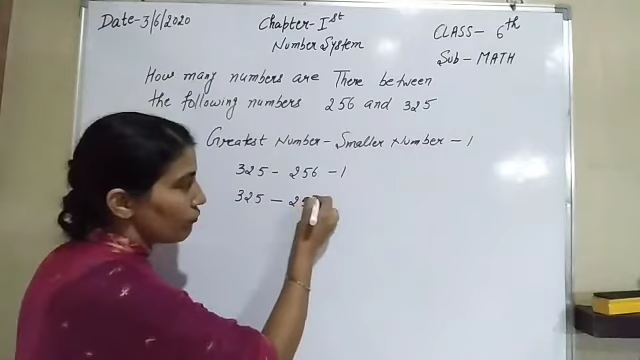 Date-3/6/2020
Chapter-Ist
Number System
CLASS- 6th
Sub- MATH
How many numbers are There between
the following numbers 256 and 325
Greatest Number - Smaller Number - 1
325 - 256 - 1
325 - 25